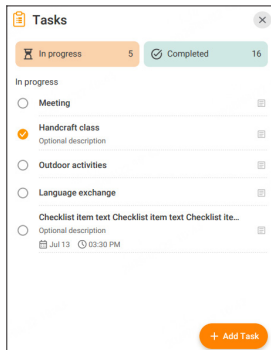 Tasks
In progress 5
Completed 16
In progress
Meeting
Handcraft class
Optional description
Outdoor activities
Language exchange
Checklist item text Checklist item text Checklist ite...
Optional description
Jul 13 03:30 PM
+ Add Task